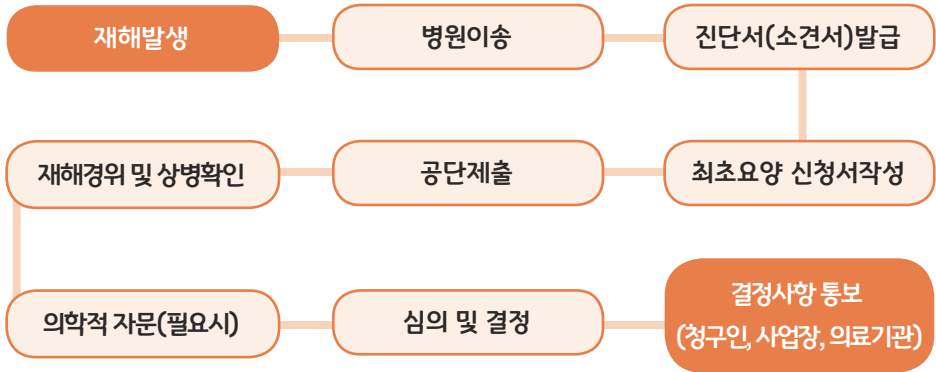 재해발생
병원이송
진단서(소견서)발급
최초요양 신청서작성
공단제출
재해경위 및 상병확인
의학적 자문(필요시)
심의 및 결정
결정사항 통보
(청구인, 사업장, 의료기관)